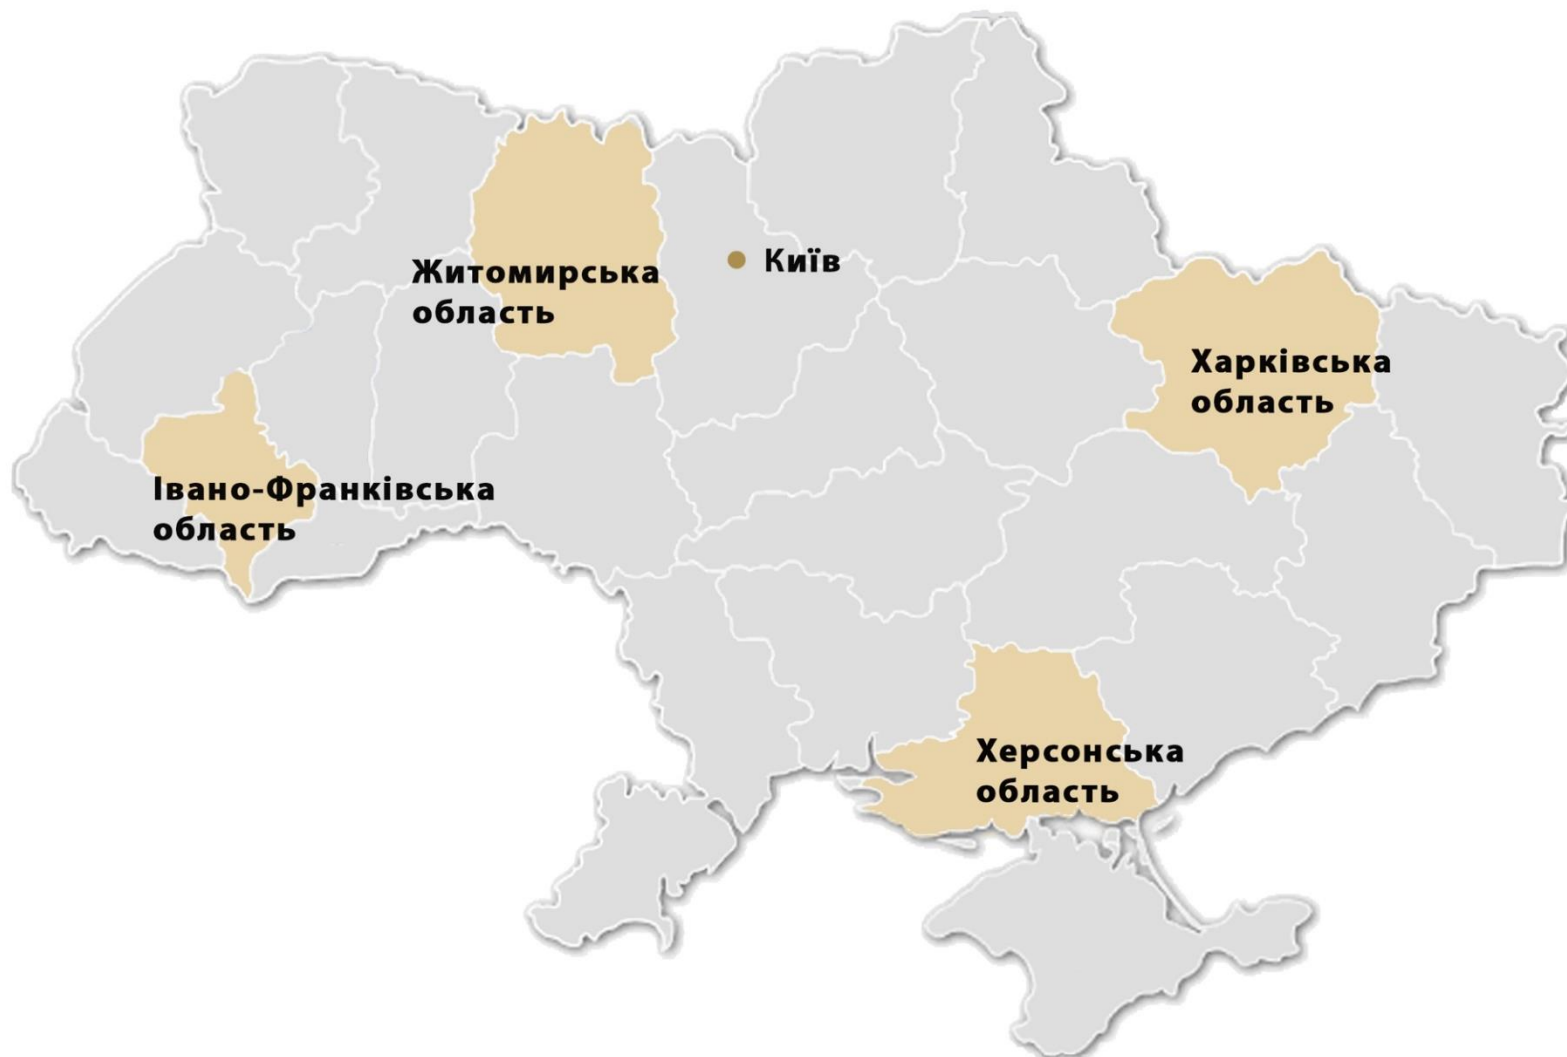 Житомирська
область
Київ
Харківська
область
Івано-Франківська
область
Херсонська
область